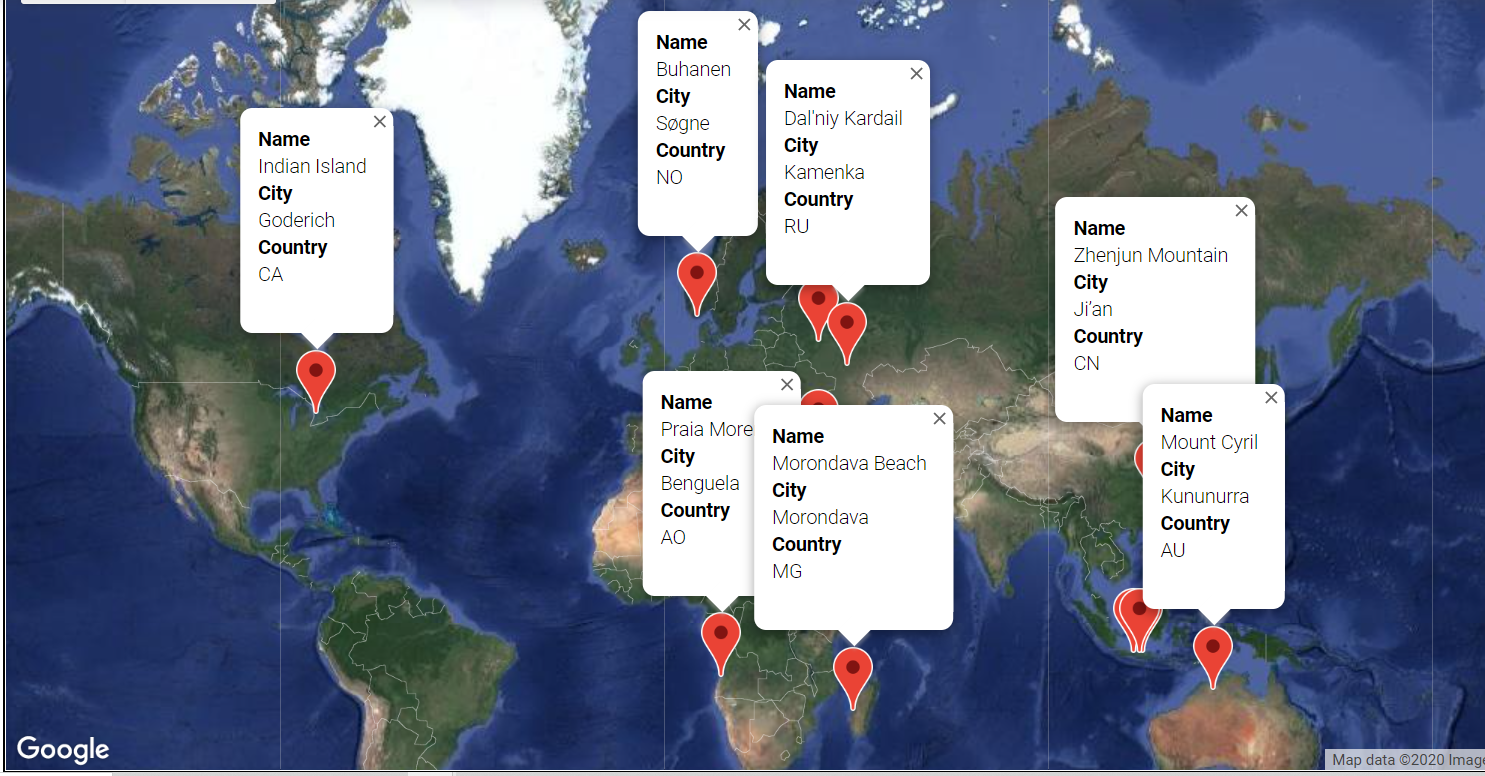 Name
Indian Island
City
Goderich
Country
CA
Name
Buhanen
City
Søgne
Country
NO
Name
Dal'niy Kardail
City
Kamenka
Country
RU
Name
Zhenjun Mountain
City
Ji’an
Country
CN
Name
Praia More
City
Benguela
Country
AO
Name
Morondava Beach
City
Morondava
Country
MG
Name
Mount Cyril
City
Kununurra
Country
AU
Google
Map data ©2020 Image